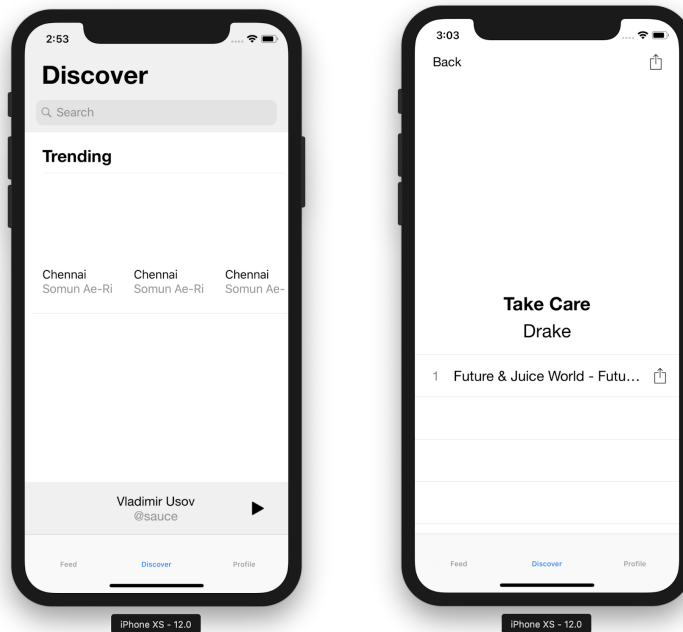 2:53
Discover
Search
Trending
Chennai Chennai Chennai
Somun Ae-Ri Somun Ae-Ri Somun Ae-
Vladimir Usov
@sauce
Feed Discover Profile
iPhone XS - 12.0
3:03
Back
Take Care
Drake
1 Future & Juice World - Futu...
Feed Discover Profile
iPhone XS - 12.0